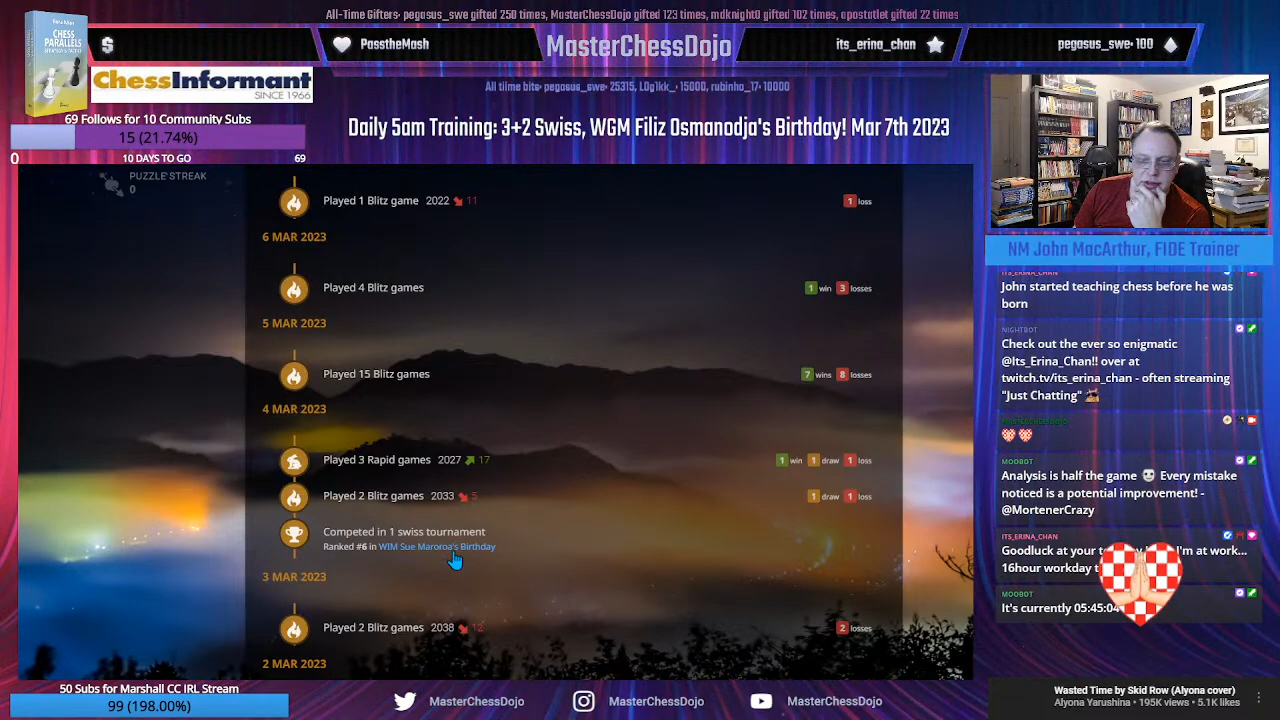 All-Time Gifters• pegasus_swe gifted 250 times, MasterChessDojo gifted 123 times, mdknight0 gifted 102 times, apostatlet gifted 22 times
CHESS PARALLELS
$
PasstheMash
MasterChessDojo
its_erina_chan
pegasus_swe• 100
ChessInformant
SINCE 1966
All time bits• pegasus_swe• 25315, L0g1kk_• 15000, rubinho_17• 10000
69 Follows for 10 Community Subs
15 (21.74%)
0
10 DAYS TO GO
69
Daily 5am Training: 3+2 Swiss, WGM Filiz Osmanodja's Birthday! Mar 7th 2023
PUZZLE STREAK
0
Played 1 Blitz game 2022 11
1 loss
6 MAR 2023
Played 4 Blitz games
1 win 3 losses
5 MAR 2023
Played 15 Blitz games
7 wins 8 losses
4 MAR 2023
Played 3 Rapid games 2027 17
1 win 1 draw 1 loss
Played 2 Blitz games 2033 5
1 draw 1 loss
Competed in 1 swiss tournament
Ranked #6 in WIM Sue Maroroa's Birthday
3 MAR 2023
Played 2 Blitz games 2038 12
2 losses
2 MAR 2023
NM John MacArthur, FIDE Trainer
ITS_ERINA_CHAN
John started teaching chess before he was
born
NIGHTBOT
Check out the ever so enigmatic
@Its_Erina_Chan!! over at
twitch.tv/its_erina_chan - often streaming
"Just Chatting"
MASTERCHESSDOJO
MOOBOT
Analysis is half the game Every mistake
noticed is a potential improvement! -
@MortenerCrazy
ITS_ERINA_CHAN
Goodluck at your I'm at work...
16hour workday
MOOBOT
It's currently 05:45:04
50 Subs for Marshall CC IRL Stream
99 (198.00%)
MasterChessDojo
MasterChessDojo
MasterChessDojo
Wasted Time by Skid Row (Alyona cover)
Alyona Yarushina • 195K views • 5.1K likes